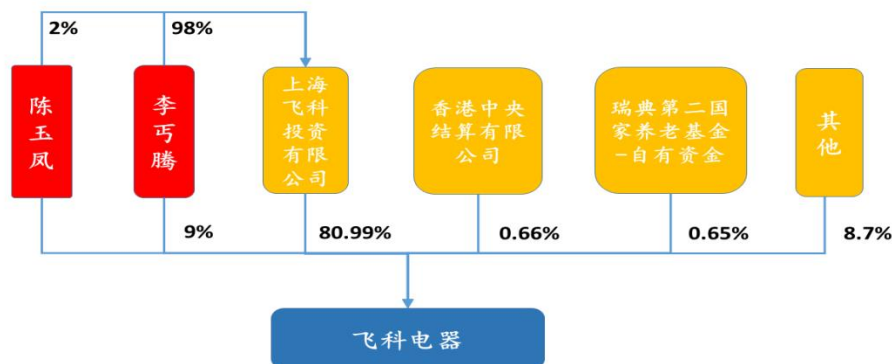 2%
98%
陈
玉
凤
李
丐
腾
上海
飞科
投资
有限
公司
香港中央
结算有限
公司
瑞典第二国
家养老基金
-自有资金
其
他
9%
80.99%
0.66%
0.65%
8.7%
飞科电器